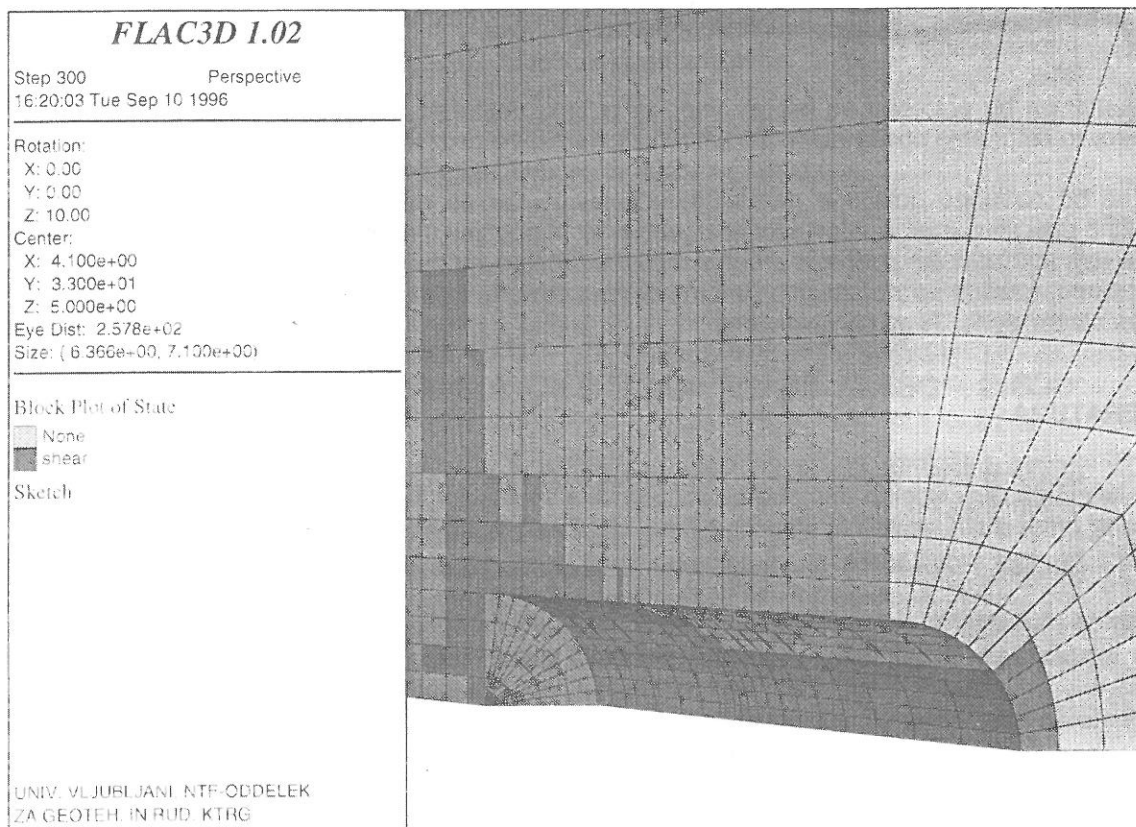 FLAC3D 1.02
Step 300 Perspective
16:20:03 Tue Sep 10 1996
Rotation:
X: 0.00
Y: 0.00
Z: 10.00
Center:
X: 4.100e+00
Y: 3.300e+01
Z: 5.000e+00
Eye Dist: 2.578e+02
Size: ( 6.366e+00, 7.100e+00)
Block Plot of State
None
shear
Sketch
UNIV. VLJUBLJANI. NTF-ODDELEK
ZA GEOTEH. IN RUD. KTRG